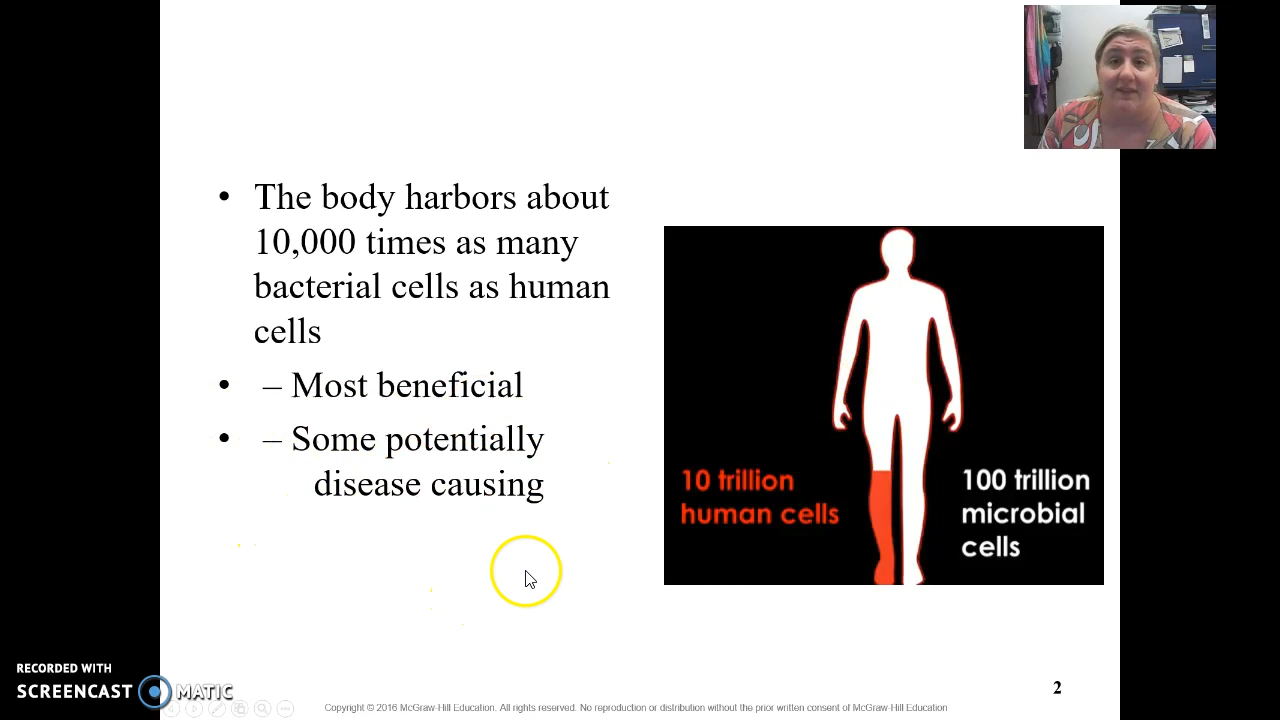 • The body harbors about
10,000 times as many
bacterial cells as human
cells
• – Most beneficial
• – Some potentially
disease causing
10 trillion
human cells
100 trillion
microbial
cells
RECORDED WITH
SCREENCAST MATIC
2
Copyright © 2016 McGraw-Hill Education. All rights reserved. No reproduction or distribution without the prior written consent of McGraw-Hill Education